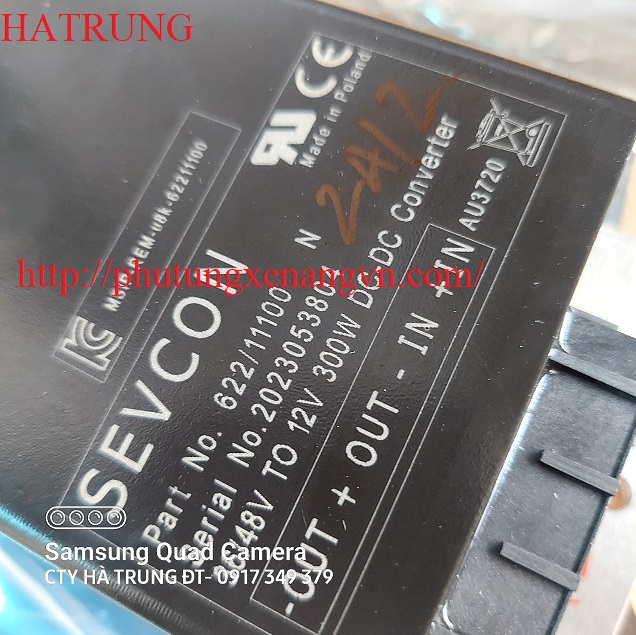 HATRUNG
Made in Poland
2A12
http://phutungxenangvn.com/
SEVCON
Part No. 622/11100 N
Serial No.
36-48V TO 12V 300W DC-DC Converter
-OUT + OUT - IN + IN
AU3720
Samsung Quad Camera
CTY HÀ TRUNG ĐT- 0917 349 379